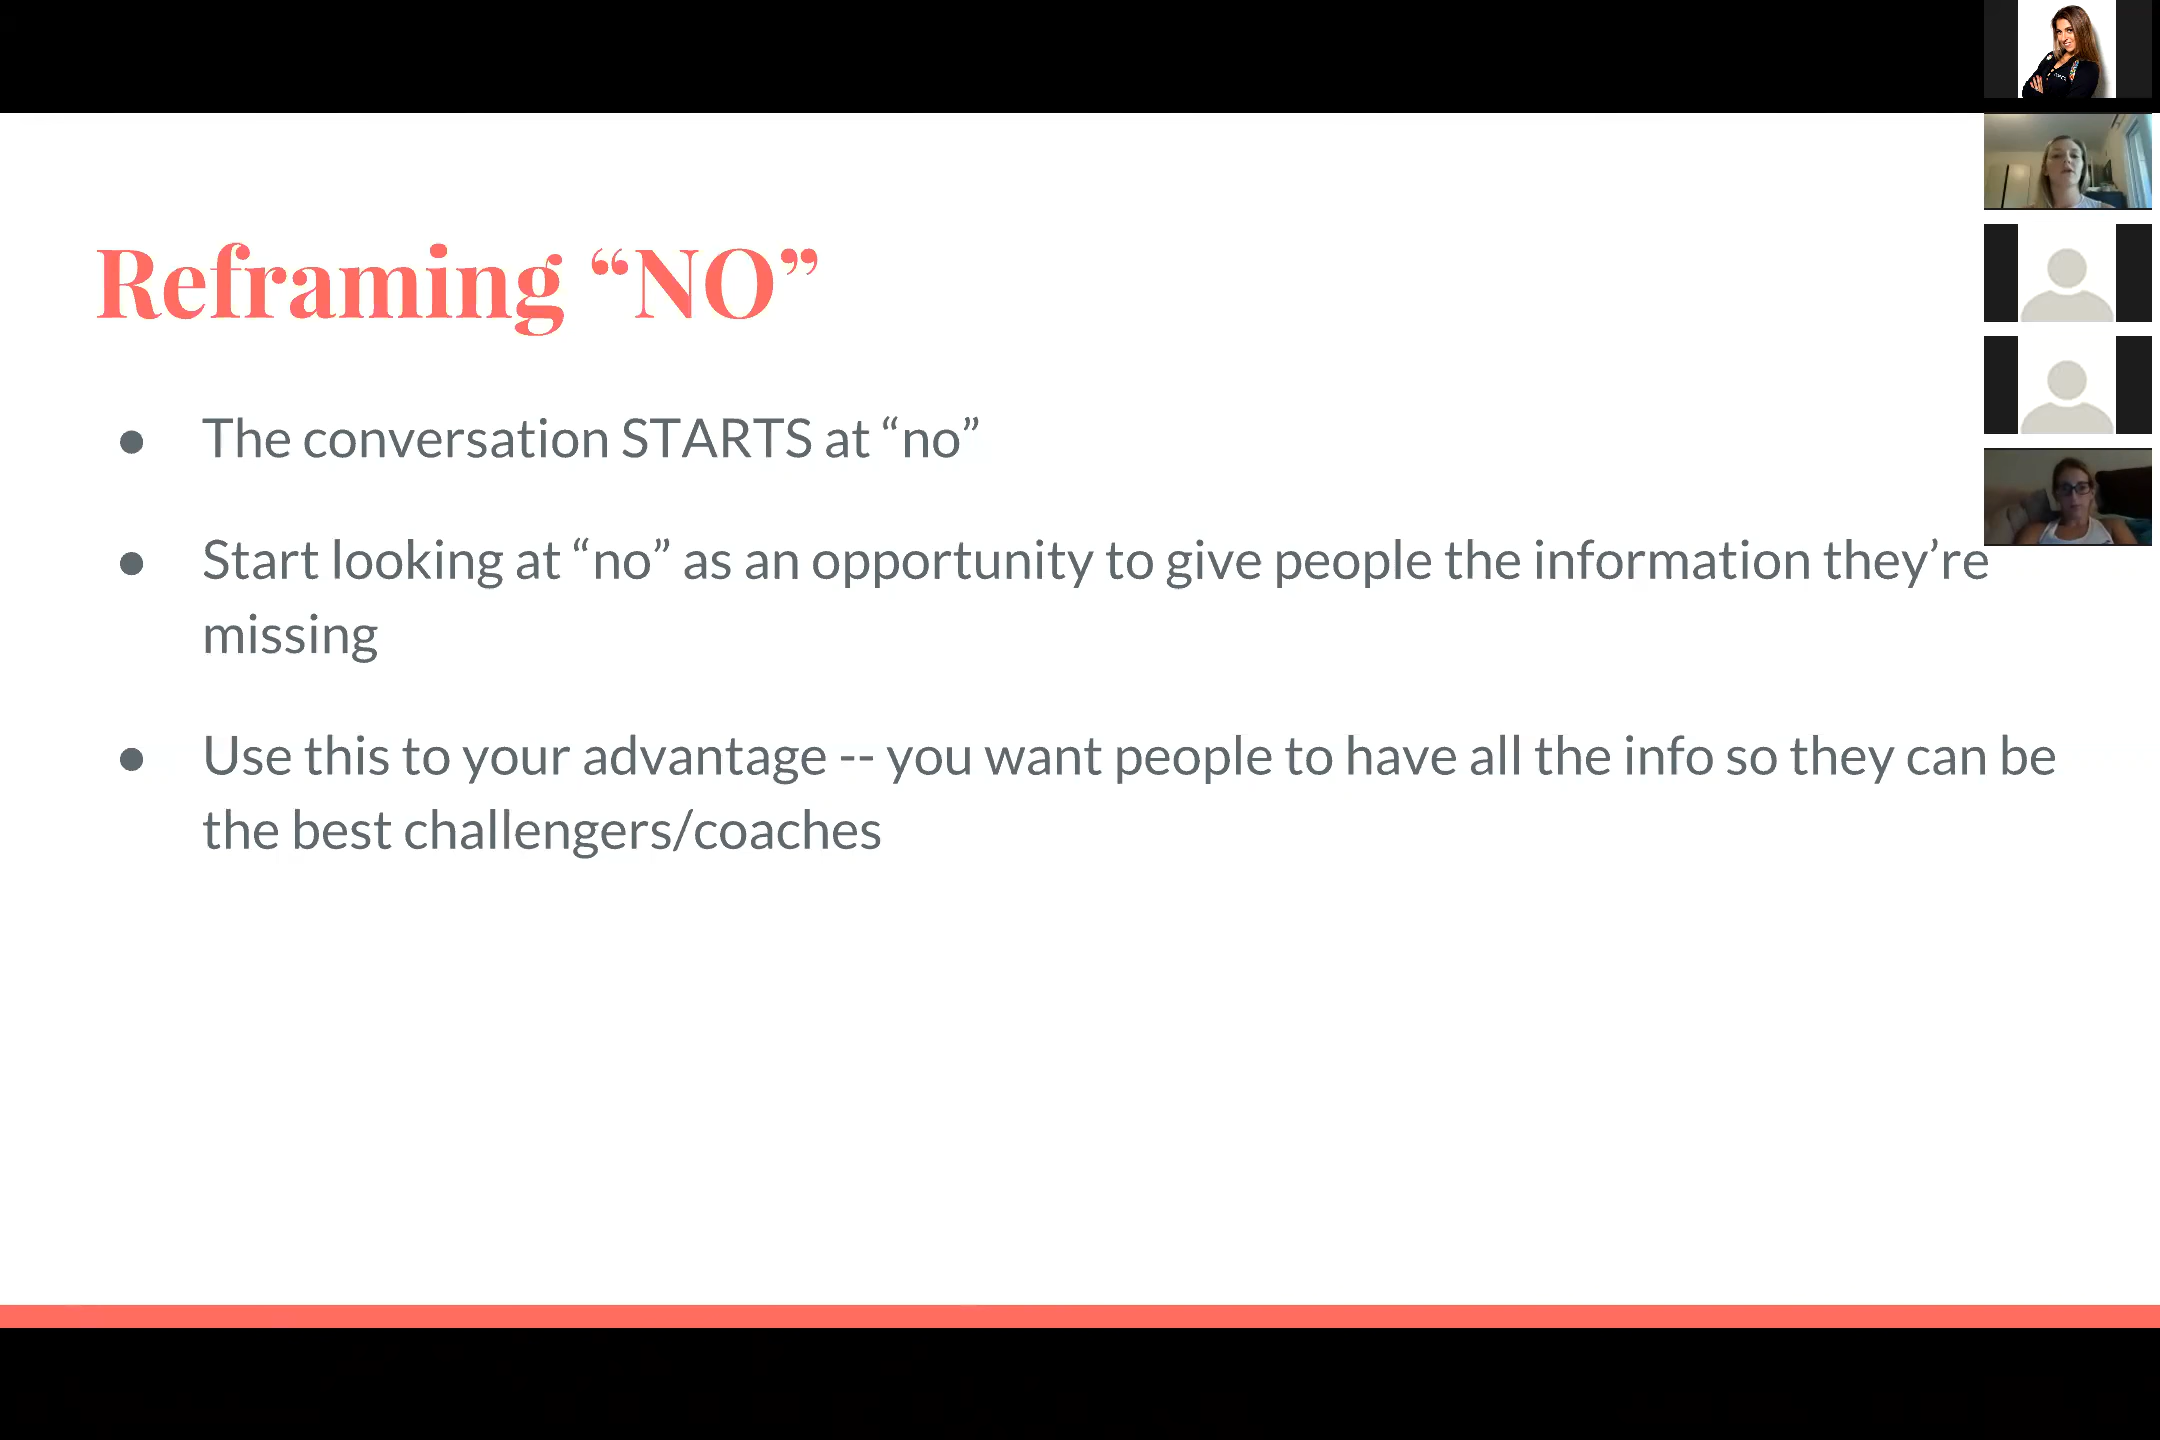 Reframing “NO”
● The conversation STARTS at “no”
● Start looking at “no” as an opportunity to give people the information they’re
missing
● Use this to your advantage -- you want people to have all the info so they can be
the best challengers/coaches